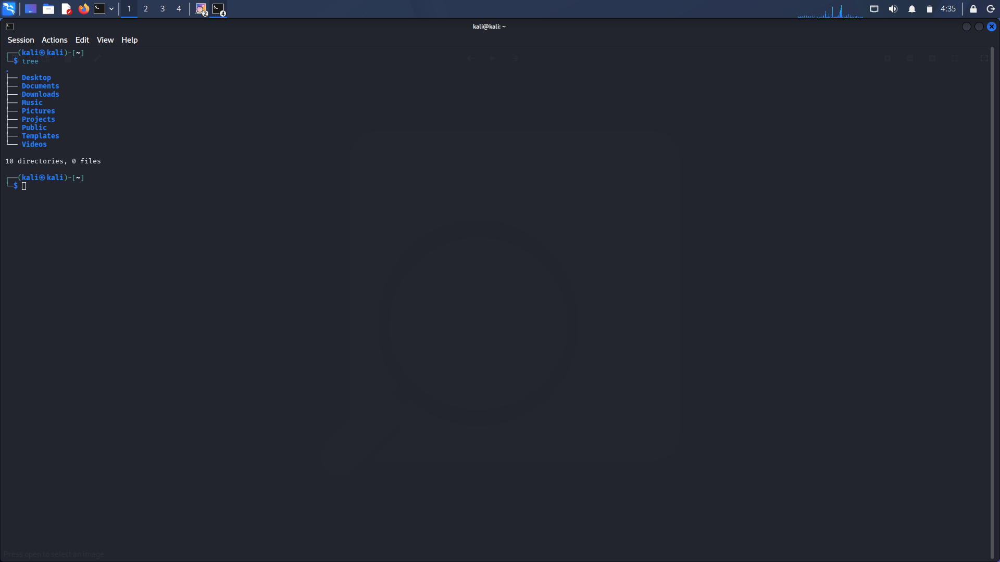 1 2 3 4 2 4 4:35
kali@kali: ~
Session Actions Edit View Help
┌──(kali㉿kali)-[~]
└─$ tree
.
├── Desktop
├── Documents
├── Downloads
├── Music
├── Pictures
├── Projects
├── Public
├── Templates
└── Videos
10 directories, 0 files
┌──(kali㉿kali)-[~]
└─$
Press open to select an image